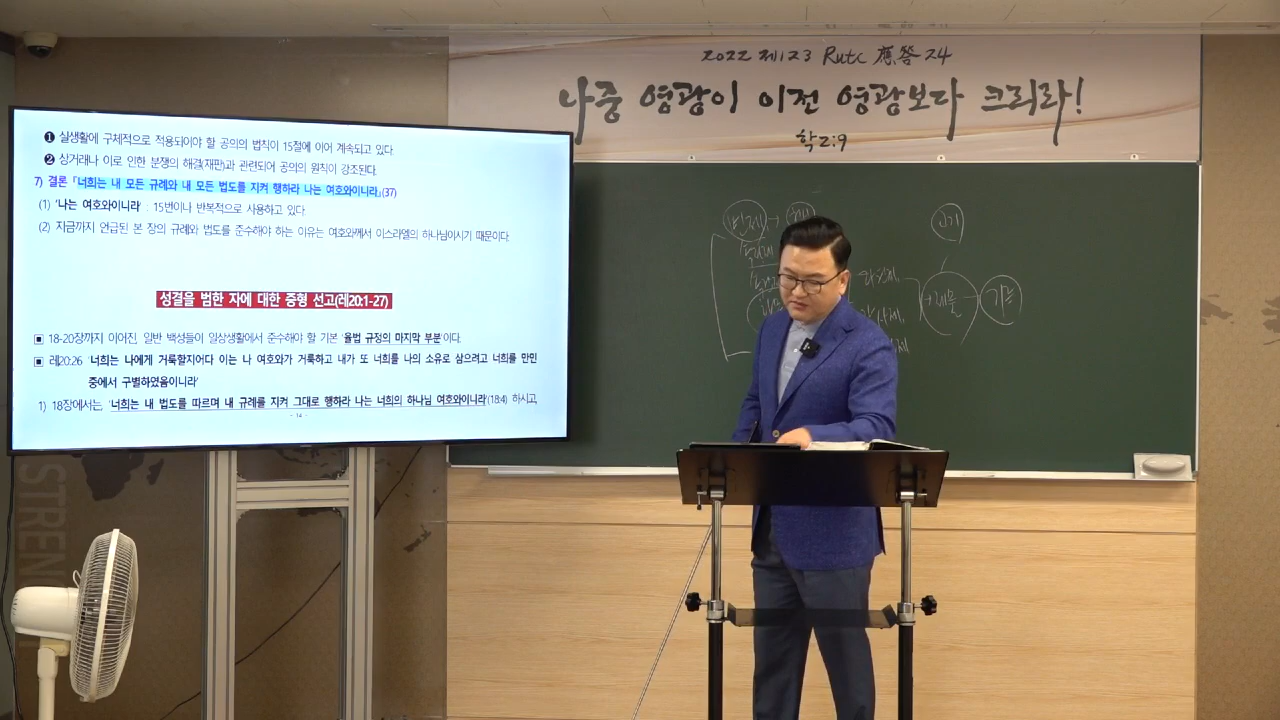 2022 제123 Rutc 應答 24
나중 영광이 이전 영광보다 크리라!
학2:9
❶ 실생활에 구체적으로 적용되어야 할 공의의 법칙이 15절에 이어 계속되고 있다.
❷ 상거래나 이로 인한 분쟁의 해결(재판)과 관련되어 공의의 원칙이 강조된다.
7) 결론 「너희는 내 모든 규례와 내 모든 법도를 지켜 행하라 나는 여호와이니라」(37)
(1) '나는 여호와이니라' : 15번이나 반복적으로 사용하고 있다.
(2) 지금까지 언급된 본 장의 규례와 법도를 준수해야 하는 이유는 여호와께서 이스라엘의 하나님이시기 때문이다.
성결을 범한 자에 대한 중형 선고(레20:1-27)
▣ 18-20장까지 이어진, 일반 백성들이 일상생활에서 준수해야 할 기본 '율법 규정의 마지막 부분'이다.
▣ 레20:26 '너희는 나에게 거룩할지어다 이는 나 여호와가 거룩하고 내가 또 너희를 나의 소유로 삼으려고 너희를 만민
중에서 구별하였음이니라'
1) 18장에서는, '너희는 내 법도를 따르며 내 규례를 지켜 그대로 행하라 나는 너희의 하나님 여호와이니라'(18:4) 하시고,
- 14 -
번제 →
제물
기능
STREN